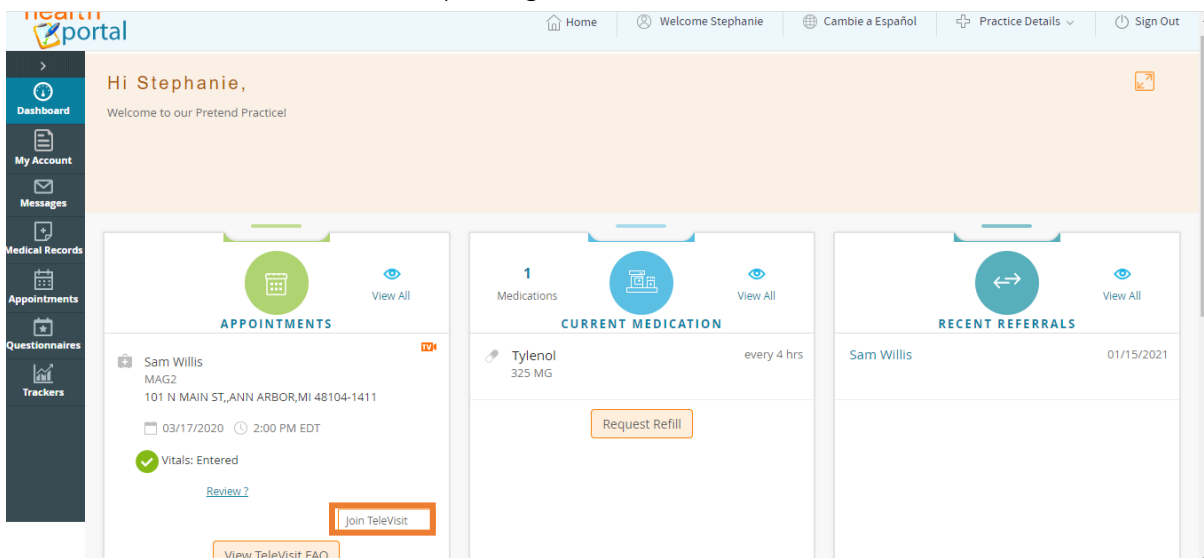 health
portal
Home
Welcome Stephanie
Cambie a Español
Practice Details
Sign Out
Dashboard
My Account
Messages
Medical Records
Appointments
Questionnaires
Trackers
Hi Stephanie,
Welcome to our Pretend Practice!
View All
APPOINTMENTS
TV
Sam Willis
MAG2
101 N MAIN ST,,ANN ARBOR,MI 48104-1411
03/17/2020 2:00 PM EDT
Vitals: Entered
Review ?
Join TeleVisit
View TeleVisit FAQ
1
Medications
View All
CURRENT MEDICATION
Tylenol every 4 hrs
325 MG
Request Refill
View All
RECENT REFERRALS
Sam Willis 01/15/2021